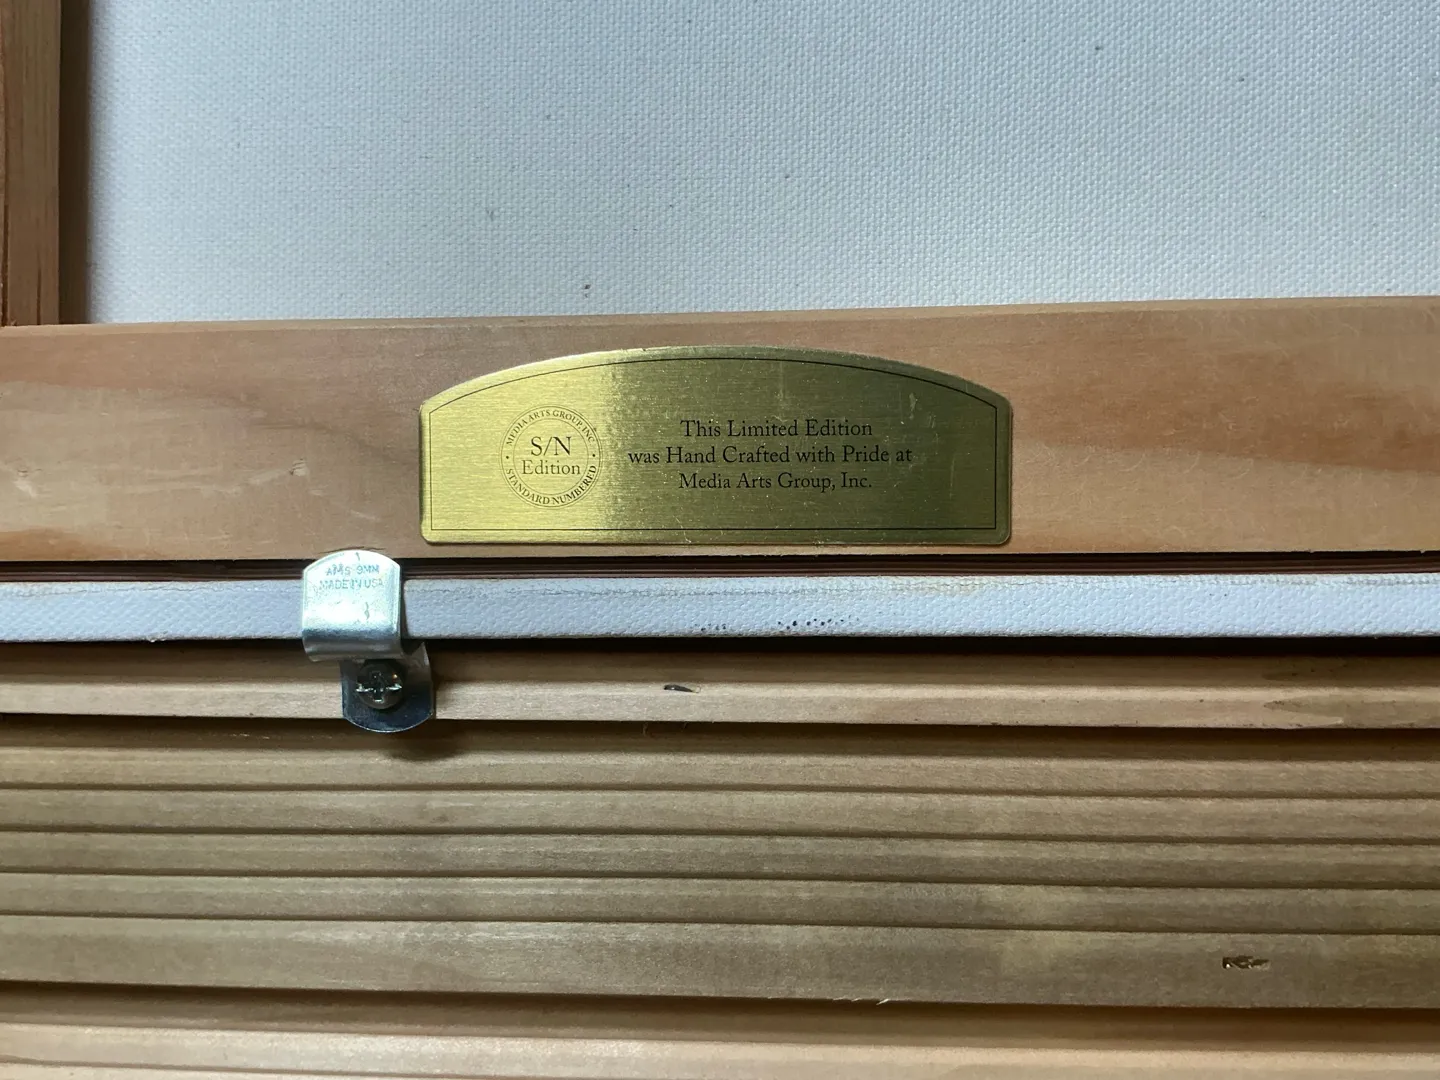 MEDIA ARTS GROUP, INC.
S/N
Edition
STANDARD NUMBERED
This Limited Edition
was Hand Crafted with Pride at
Media Arts Group, Inc.
AMS 9MM
MADE IN USA